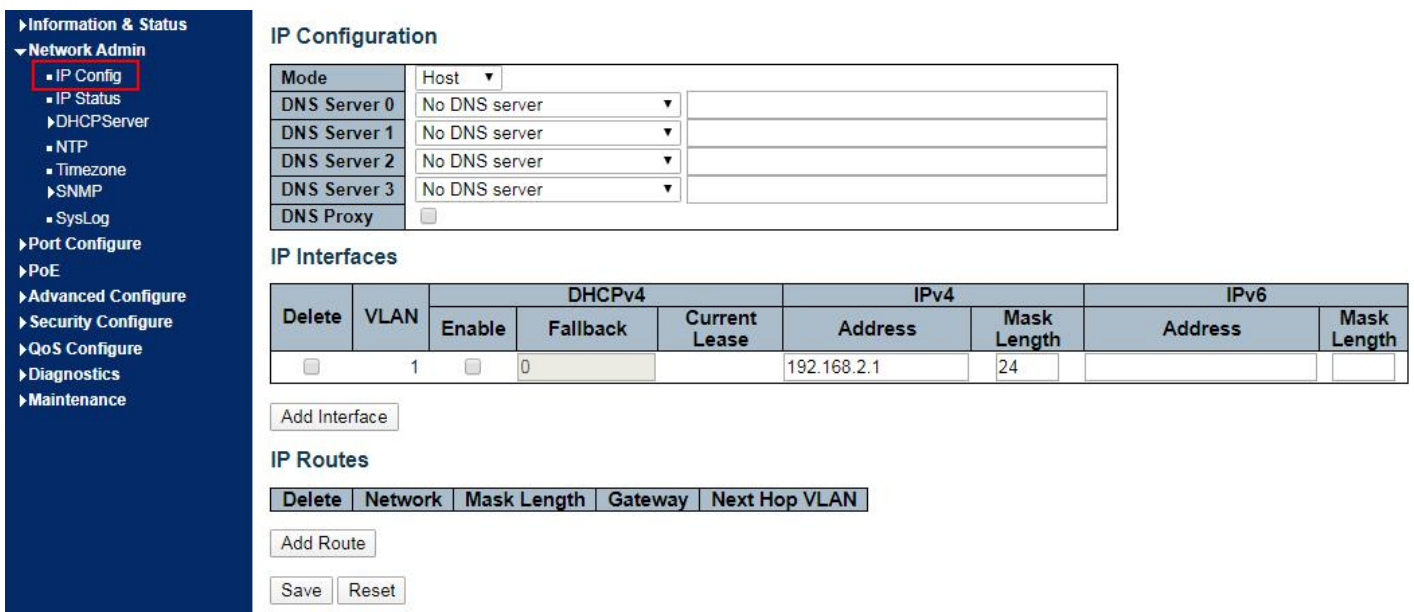 Information & Status
Network Admin
IP Config
IP Status
DHCPServer
NTP
Timezone
SNMP
SysLog
Port Configure
PoE
Advanced Configure
Security Configure
QoS Configure
Diagnostics
Maintenance
IP Configuration
Mode Host
DNS Server 0 No DNS server
DNS Server 1 No DNS server
DNS Server 2 No DNS server
DNS Server 3 No DNS server
DNS Proxy
IP Interfaces
Delete VLAN DHCPv4 IPv4 IPv6
Enable Fallback Current Lease Address Mask Length Address Mask Length
1 0 192.168.2.1 24
Add Interface
IP Routes
Delete Network Mask Length Gateway Next Hop VLAN
Add Route
Save Reset